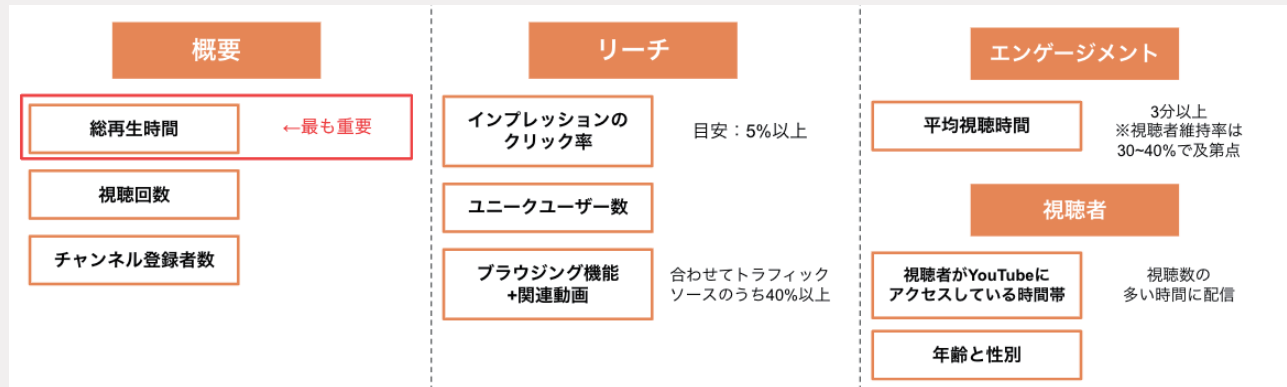 概要
総再生時間
←最も重要
視聴回数
チャンネル登録者数
リーチ
インプレッションの
クリック率
目安：5%以上
ユニークユーザー数
ブラウジング機能
+関連動画
合わせてトラフィック
ソースのうち40%以上
エンゲージメント
平均視聴時間
3分以上
※視聴者維持率は
30~40%で及第点
視聴者
視聴者がYouTubeに
アクセスしている時間帯
視聴数の
多い時間に配信
年齢と性別